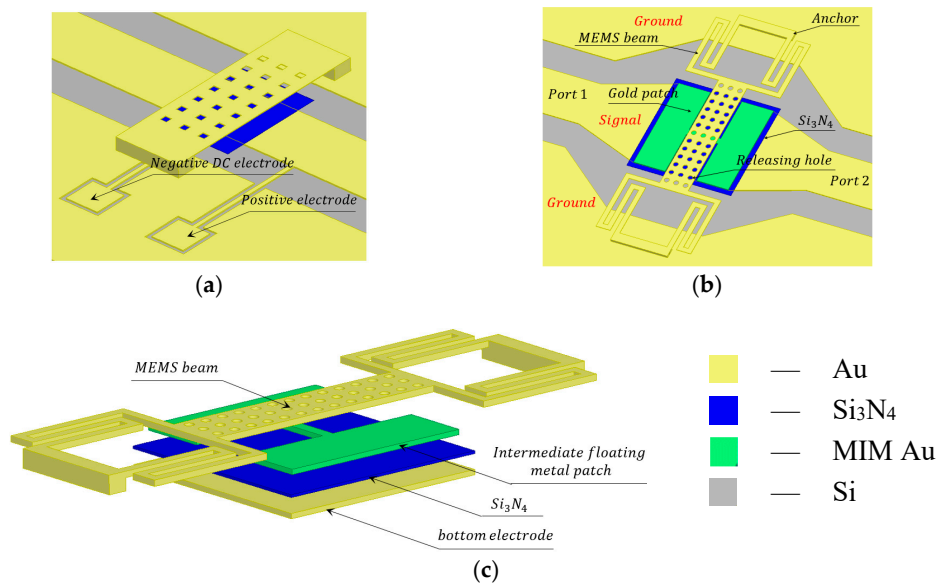 Negative DC electrode
Positive electrode
(a)
Ground
Anchor
MEMS beam
Port 1
Gold patch
Si3N4
Signal
Releasing hole
Port 2
Ground
(b)
MEMS beam
Intermediate floating
metal patch
Si3N4
bottom electrode
(c)
— Au
— Si3N4
— MIM Au
— Si